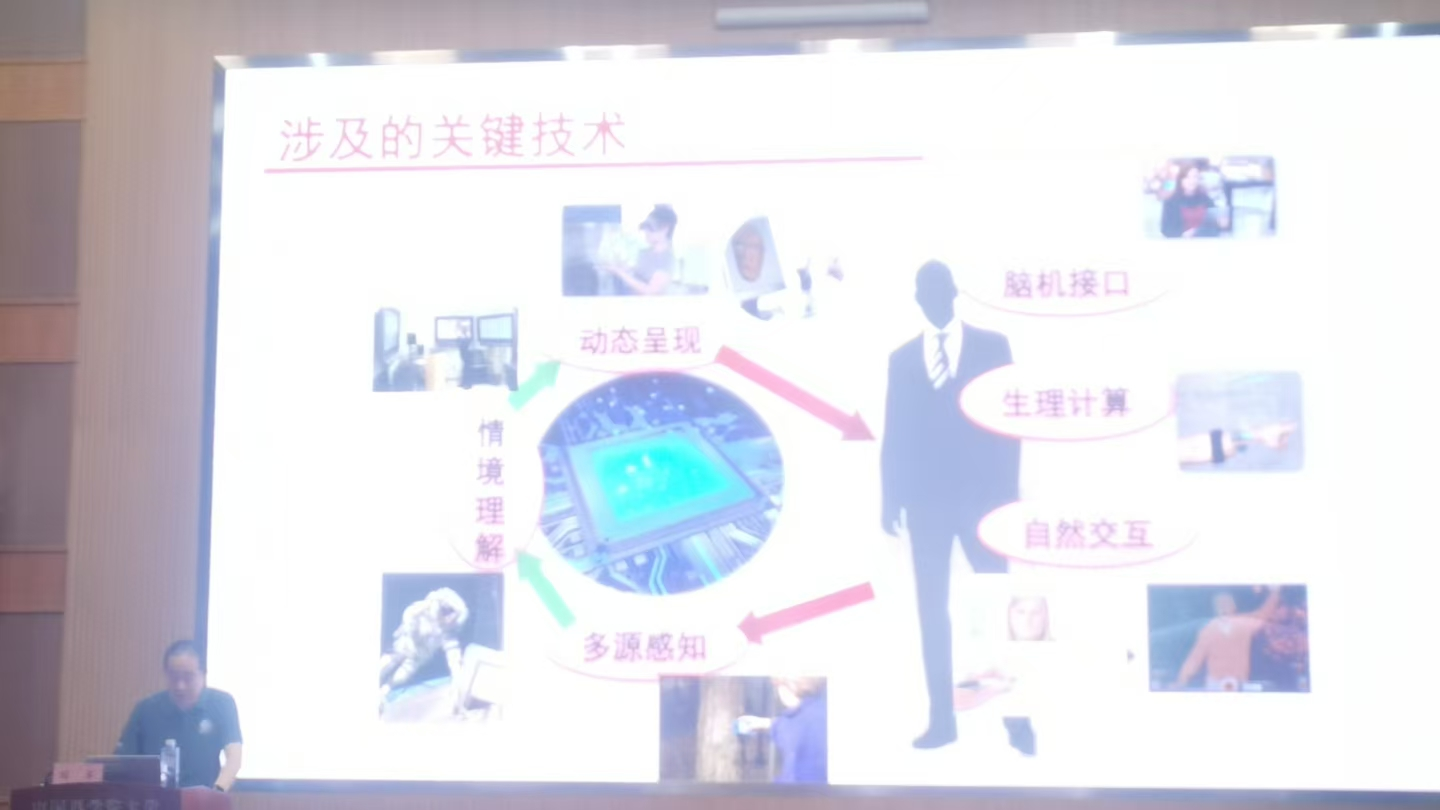 涉及的关键技术
脑机接口
动态呈现
生理计算
情境理解
自然交互
多源感知